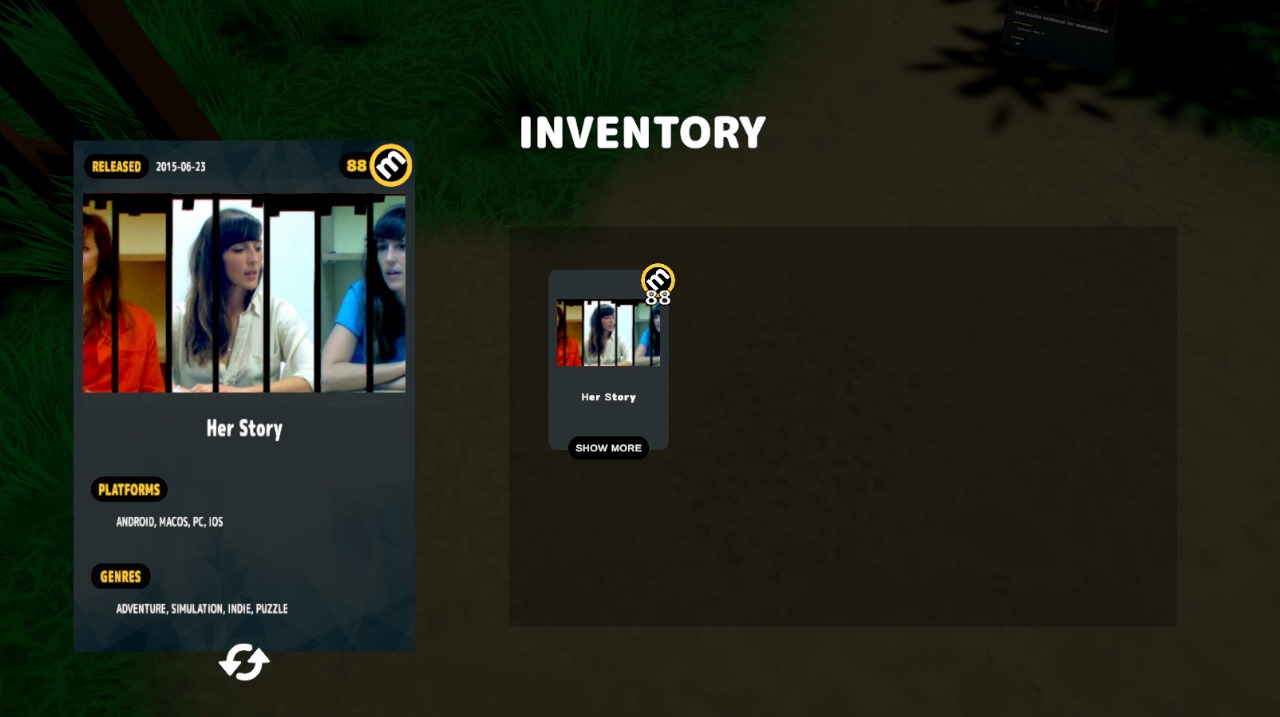 INVENTORY
RELEASED 2015-06-23 88 m
Her Story
PLATFORMS
ANDROID, MACOS, PC, IOS
GENRES
ADVENTURE, SIMULATION, INDIE, PUZZLE
m
88
Her Story
SHOW MORE